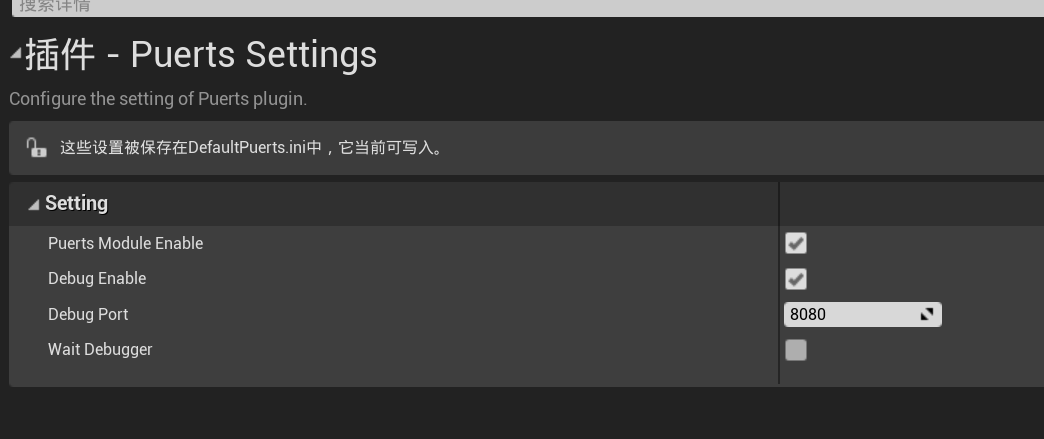 搜索详情
插件 - Puerts Settings
Configure the setting of Puerts plugin.
这些设置被保存在DefaultPuerts.ini中，它当前可写入。
Setting
Puerts Module Enable
Debug Enable
Debug Port 8080
Wait Debugger